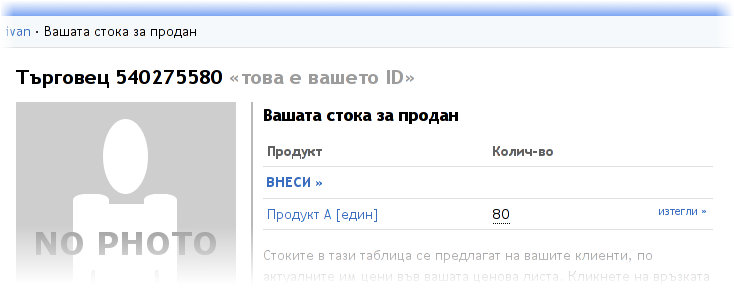 ivan · Вашата стока за продан
Търговец 540275580 «това е вашето ID»
NO PHOTO
Вашата стока за продан
Продукт Колич-во
ВНЕСИ »
Продукт А [един] 80 изтегли »
Стоките в тази таблица се предлагат на вашите клиенти, по
актуалните им цени във вашата ценова листа. Кликнете на връзката